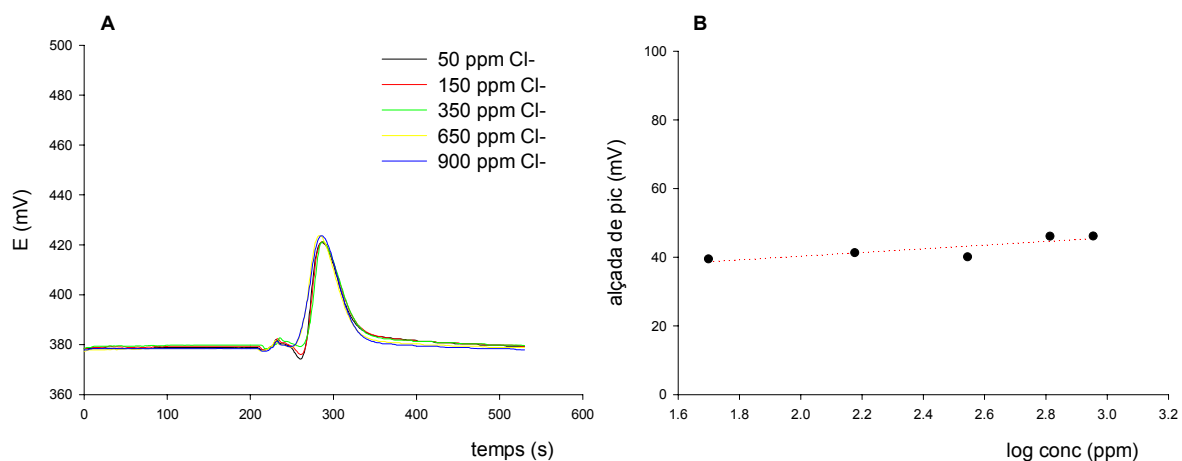 A
500
480
460
440
420
400
380
360
E (mV)
0
100
200
300
400
500
600
temps (s)
50 ppm Cl-
150 ppm Cl-
350 ppm Cl-
650 ppm Cl-
900 ppm Cl-
B
100
80
60
40
20
0
alçada de pic (mV)
1.6
1.8
2.0
2.2
2.4
2.6
2.8
3.0
3.2
log conc (ppm)